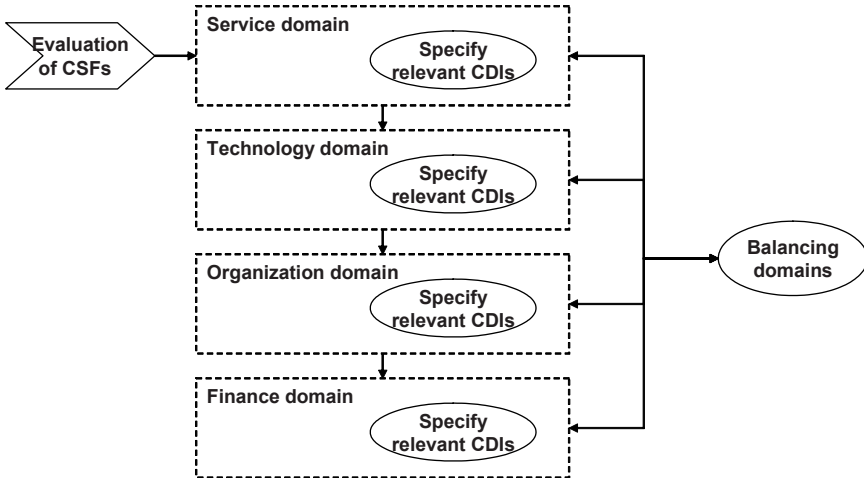 Evaluation
of CSFs
Service domain
Specify
relevant CDIs
Technology domain
Specify
relevant CDIs
Organization domain
Specify
relevant CDIs
Finance domain
Specify
relevant CDIs
Balancing
domains